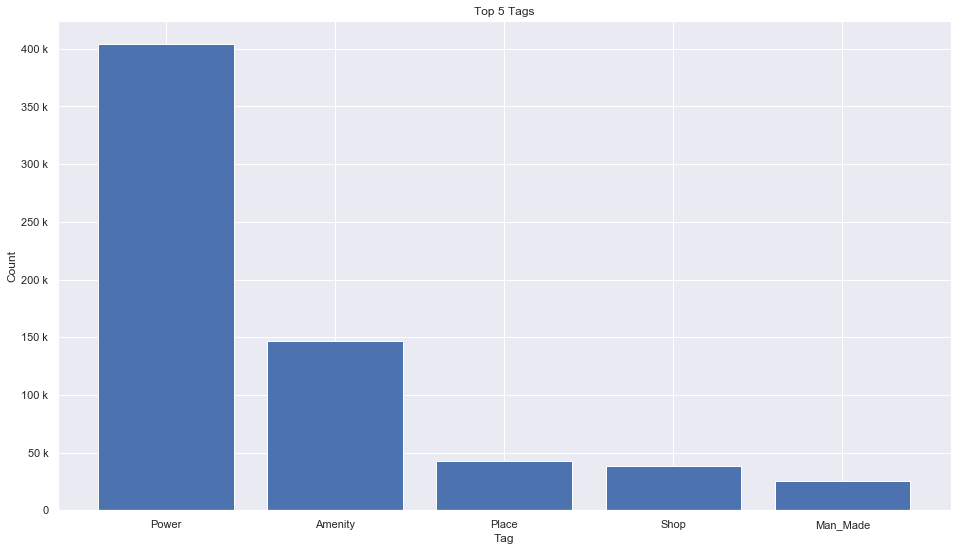 Top 5 Tags
400 k
350 k
300 k
250 k
200 k
150 k
100 k
50 k
0
Count
Power Amenity Place Shop Man_Made
Tag